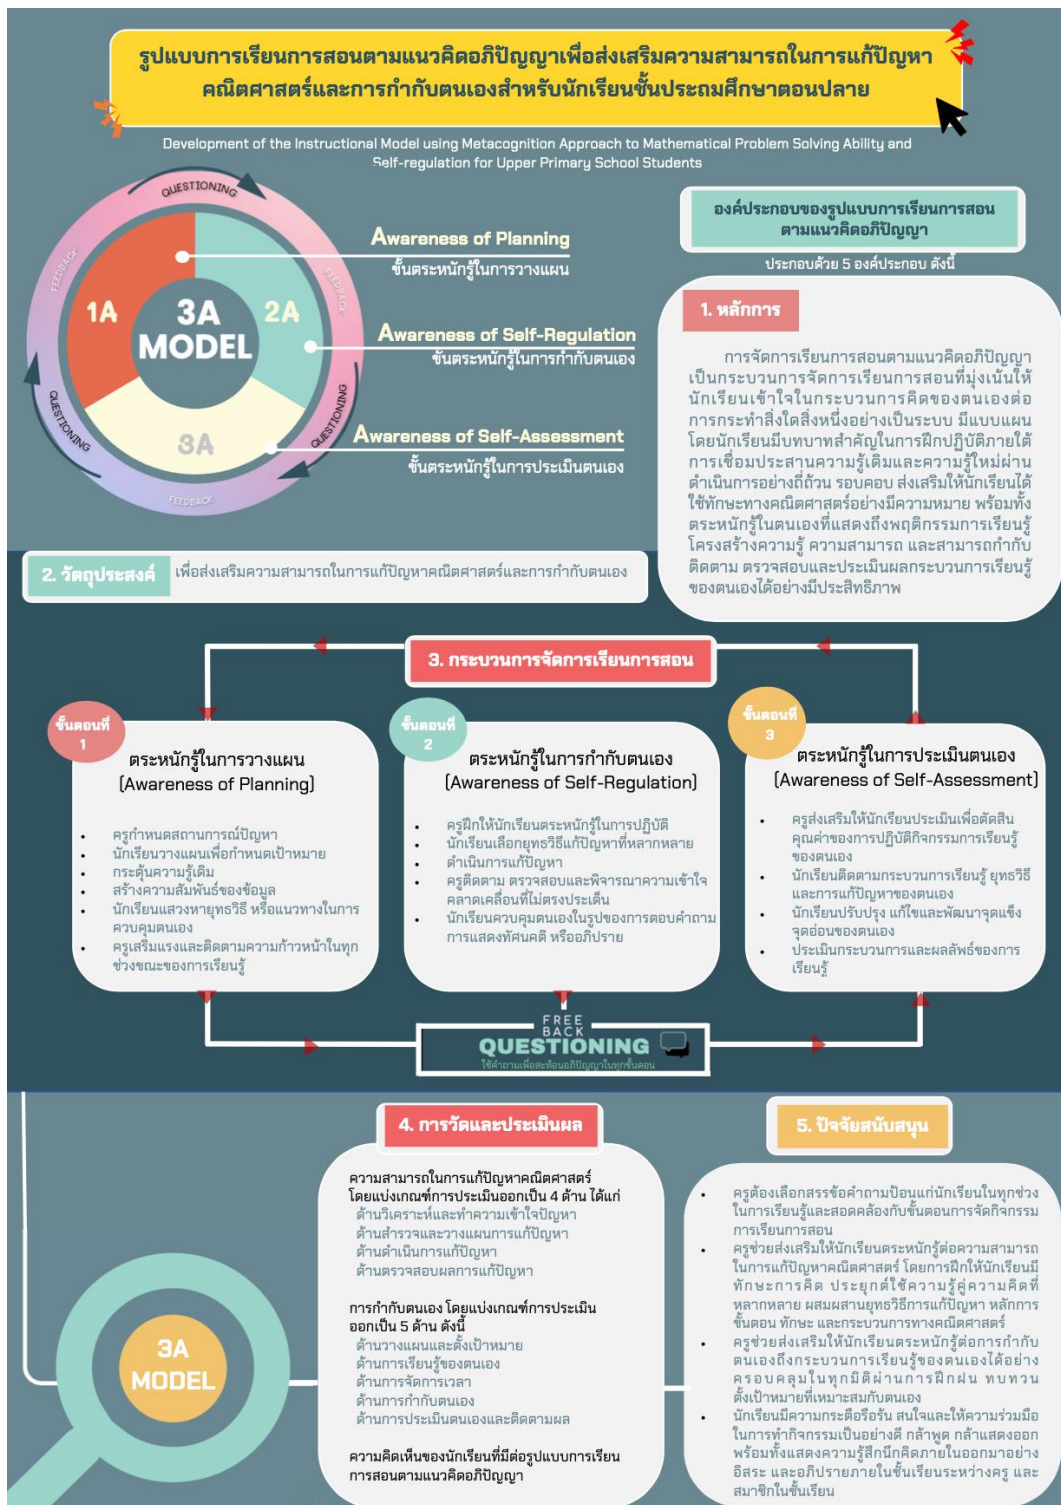 รูปแบบการเรียนการสอนตามแนวคิดอภิปัญญาเพื่อส่งเสริมความสามารถในการแก้ปัญหา
คณิตศาสตร์และการกำกับตนเองสำหรับนักเรียนชั้นประถมศึกษาตอนปลาย
Development of the Instructional Model using Metacognition Approach to Mathematical Problem Solving Ability and
Self-regulation for Upper Primary School Students
QUESTIONING
FEEDBACK
FEEDBACK
1A
3A
MODEL
2A
3A
QUESTIONING
QUESTIONING
FEEDBACK
Awareness of Planning
ขั้นตระหนักรู้ในการวางแผน
Awareness of Self-Regulation
ขั้นตระหนักรู้ในการกำกับตนเอง
Awareness of Self-Assessment
ขั้นตระหนักรู้ในการประเมินตนเอง
องค์ประกอบของรูปแบบการเรียนการสอน
ตามแนวคิดอภิปัญญา
ประกอบด้วย 5 องค์ประกอบ ดังนี้
1. หลักการ
การจัดการเรียนการสอนตามแนวคิดอภิปัญญา
เป็นกระบวนการจัดการเรียนการสอนที่มุ่งเน้นให้
นักเรียนเข้าใจในกระบวนการคิดของตนเองต่อ
การกระทำสิ่งใดสิ่งหนึ่งอย่างเป็นระบบ มีแบบแผน
โดยนักเรียนมีบทบาทสำคัญในการฝึกปฏิบัติภายใต้
การเชื่อมประสานความรู้เดิมและความรู้ใหม่ผ่าน
ดำเนินการอย่างถี่ถ้วน รอบคอบ ส่งเสริมให้นักเรียนได้
ใช้ทักษะทางคณิตศาสตร์อย่างมีความหมาย พร้อมทั้ง
ตระหนักรู้ในตนเองที่แสดงถึงพฤติกรรมการเรียนรู้
โครงสร้างความรู้ ความสามารถ และสามารถกำกับ
ติดตาม ตรวจสอบและประเมินผลกระบวนการเรียนรู้
ของตนเองได้อย่างมีประสิทธิภาพ
2. วัตถุประสงค์
เพื่อส่งเสริมความสามารถในการแก้ปัญหาคณิตศาสตร์และการกำกับตนเอง
3. กระบวนการจัดการเรียนการสอน
ขั้นตอนที่
1
ตระหนักรู้ในการวางแผน
(Awareness of Planning)
• ครูกำหนดสถานการณ์ปัญหา
• นักเรียนวางแผนเพื่อกำหนดเป้าหมาย
• กระตุ้นความรู้เดิม
• สร้างความสัมพันธ์ของข้อมูล
• นักเรียนแสวงหายุทธวิธี หรือแนวทางในการ
ควบคุมตนเอง
• ครูเสริมแรงและติดตามความก้าวหน้าในทุก
ช่วงขณะของการเรียนรู้
ขั้นตอนที่
2
ตระหนักรู้ในการกำกับตนเอง
(Awareness of Self-Regulation)
• ครูฝึกให้นักเรียนตระหนักรู้ในการปฏิบัติ
• นักเรียนเลือกยุทธวิธีแก้ปัญหาที่หลากหลาย
• ดำเนินการแก้ปัญหา
• ครูติดตาม ตรวจสอบและพิจารณาความเข้าใจ
คลาดเคลื่อนที่ไม่ตรงประเด็น
• นักเรียนควบคุมตนเองในรูปของการตอบคำถาม
การแสดงทัศนคติ หรืออภิปราย
ขั้นตอนที่
3
ตระหนักรู้ในการประเมินตนเอง
(Awareness of Self-Assessment)
• ครูส่งเสริมให้นักเรียนประเมินเพื่อตัดสิน
คุณค่าของการปฏิบัติกิจกรรมการเรียนรู้
ของตนเอง
• นักเรียนติดตามกระบวนการเรียนรู้ ยุทธวิธี
และการแก้ปัญหาของตนเอง
• นักเรียนปรับปรุง แก้ไขและพัฒนาจุดแข็ง
จุดอ่อนของตนเอง
• ประเมินกระบวนการและผลลัพธ์ของการ
เรียนรู้
FREE
BACK
QUESTIONING
ใช้คำถามเพื่อสะท้อนอภิปัญญาในทุกขั้นตอน
4. การวัดและประเมินผล
ความสามารถในการแก้ปัญหาคณิตศาสตร์
โดยแบ่งเกณฑ์การประเมินออกเป็น 4 ด้าน ได้แก่
ด้านวิเคราะห์และทำความเข้าใจปัญหา
ด้านสำรวจและวางแผนการแก้ปัญหา
ด้านดำเนินการแก้ปัญหา
ด้านตรวจสอบผลการแก้ปัญหา
การกำกับตนเอง โดยแบ่งเกณฑ์การประเมิน
ออกเป็น 5 ด้าน ดังนี้
ด้านวางแผนและตั้งเป้าหมาย
ด้านการเรียนรู้ของตนเอง
ด้านการจัดการเวลา
ด้านการกำกับตนเอง
ด้านการประเมินตนเองและติดตามผล
ความคิดเห็นของนักเรียนที่มีต่อรูปแบบการเรียน
การสอนตามแนวคิดอภิปัญญา
3A
MODEL
5. ปัจจัยสนับสนุน
• ครูต้องเลือกสรรข้อคำถามป้อนแก่นักเรียนในทุกช่วง
ในการเรียนรู้และสอดคล้องกับขั้นตอนการจัดกิจกรรม
การเรียนการสอน
• ครูช่วยส่งเสริมให้นักเรียนตระหนักรู้ต่อความสามารถ
ในการแก้ปัญหาคณิตศาสตร์ โดยการฝึกให้นักเรียนมี
ทักษะการคิด ประยุกต์ใช้ความรู้คู่ความคิดที่
หลากหลาย ผสมผสานยุทธวิธีการแก้ปัญหา หลักการ
ขั้นตอน ทักษะ และกระบวนการทางคณิตศาสตร์
• ครูช่วยส่งเสริมให้นักเรียนตระหนักรู้ต่อการกำกับ
ตนเองถึงกระบวนการเรียนรู้ของตนเองได้อย่าง
ครอบคลุมในทุกมิติผ่านการฝึกฝน ทบทวน
ตั้งเป้าหมายที่เหมาะสมกับตนเอง
• นักเรียนมีความกระตือรือร้น สนใจและให้ความร่วมมือ
ในการทำกิจกรรมเป็นอย่างดี กล้าพูด กล้าแสดงออก
พร้อมทั้งแสดงความรู้สึกนึกคิดภายในออกมาอย่าง
อิสระ และอภิปรายภายในชั้นเรียนระหว่างครู และ
สมาชิกในชั้นเรียน